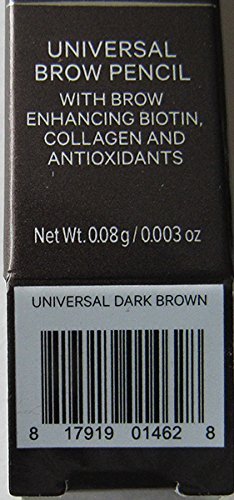 UNIVERSAL
BROW PENCIL
WITH BROW
ENHANCING BIOTIN,
COLLAGEN AND
ANTIOXIDANTS
Net Wt. 0.08 g / 0.003 oz
UNIVERSAL DARK BROWN
8 17919 01462 8